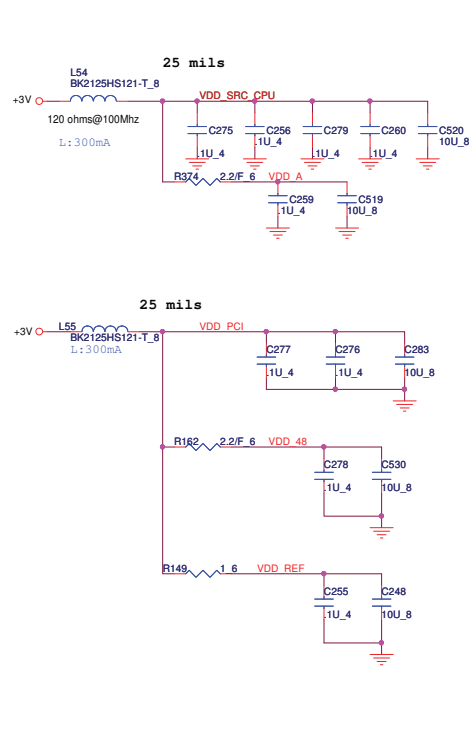 25 mils
L54
BK2125HS121-T_8
+3V
VDD_SRC_CPU
120 ohms@100Mhz
L:300mA
C275
C256
C279
C260
C520
.1U_4
.1U_4
.1U_4
.1U_4
10U_8
R374
2.2/F_6
VDD_A
C259
C519
.1U_4
10U_8
25 mils
+3V
L55
BK2125HS121-T_8
L:300mA
VDD_PCI
C277
C276
C283
.1U_4
.1U_4
10U_8
R162
2.2/F_6
VDD_48
C278
C530
.1U_4
10U_8
R149
1_6
VDD_REF
C255
C248
.1U_4
10U_8